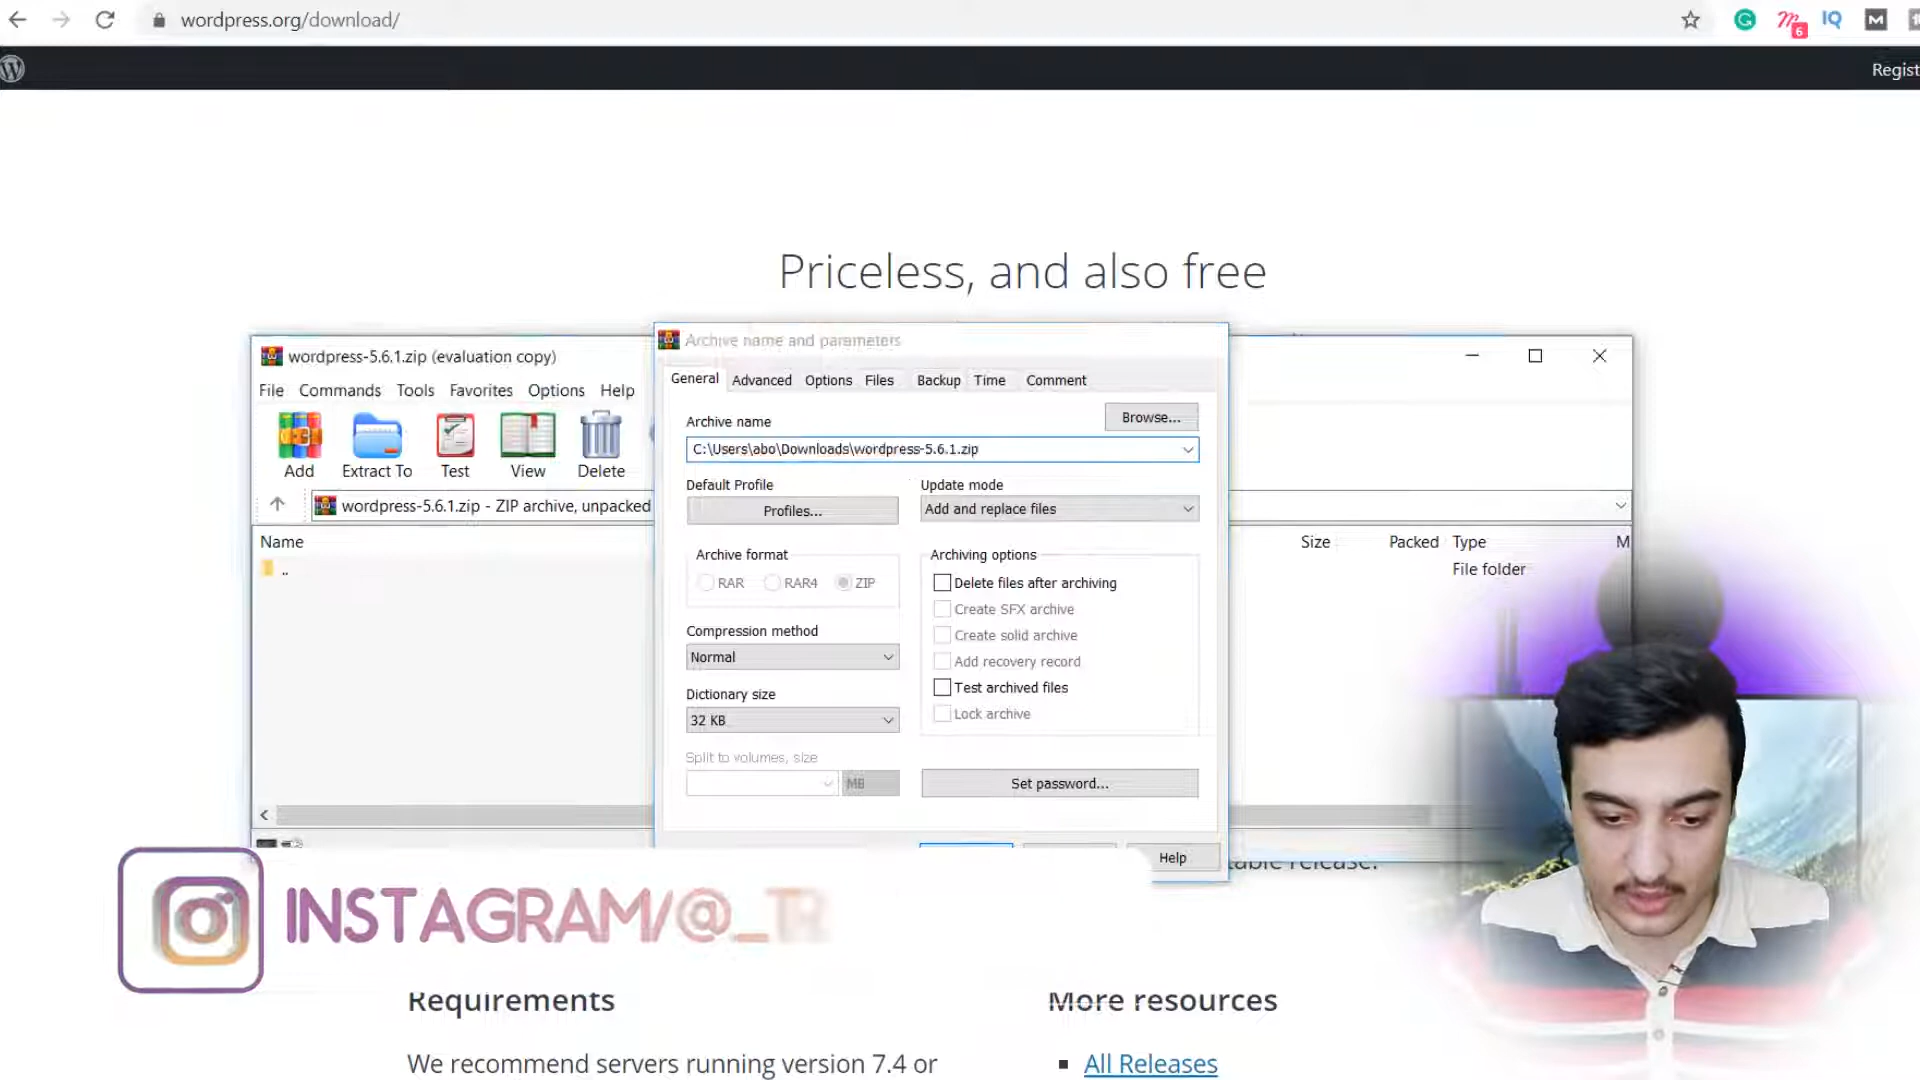 wordpress.org/download/
IQ
M
6
Regist
Priceless, and also free
wordpress-5.6.1.zip (evaluation copy)
File Commands Tools Favorites Options Help
Add Extract To Test View Delete
wordpress-5.6.1.zip - ZIP archive, unpacked
Name
..
Archive name and parameters
General Advanced Options Files Backup Time Comment
Archive name
Browse...
C:\Users\abo\Downloads\wordpress-5.6.1.zip
Default Profile
Profiles...
Update mode
Add and replace files
Archive format
RAR RAR4 ZIP
Compression method
Normal
Dictionary size
32 KB
Split to volumes, size
MB
Archiving options
Delete files after archiving
Create SFX archive
Create solid archive
Add recovery record
Test archived files
Lock archive
Set password...
Help
Size Packed Type M
File folder
table release.
INSTAGRAM/@_TR
Requirements
We recommend servers running version 7.4 or
More resources
All Releases